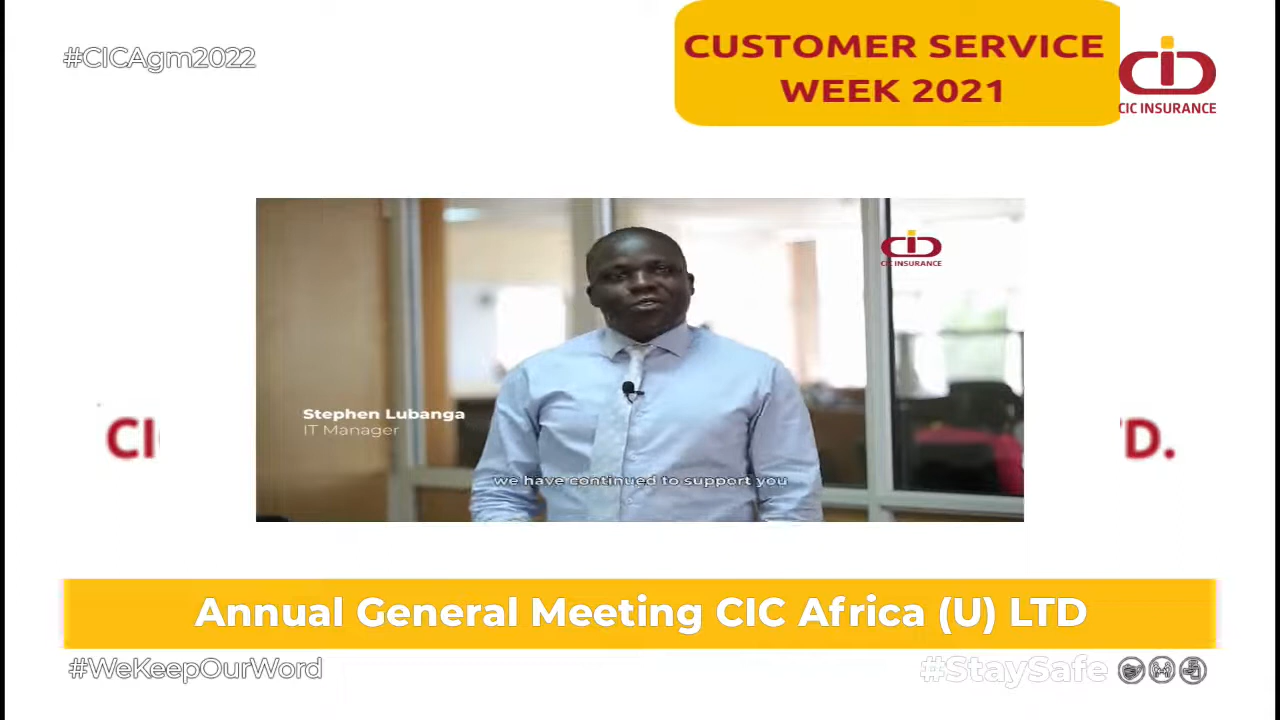 #CICAgm2022
CUSTOMER SERVICE
WEEK 2021
CIC INSURANCE
CIC INSURANCE
Stephen Lubanga
IT Manager
we have continued to support you
CI
D.
Annual General Meeting CIC Africa (U) LTD
#WeKeepOurWord
#StaySafe